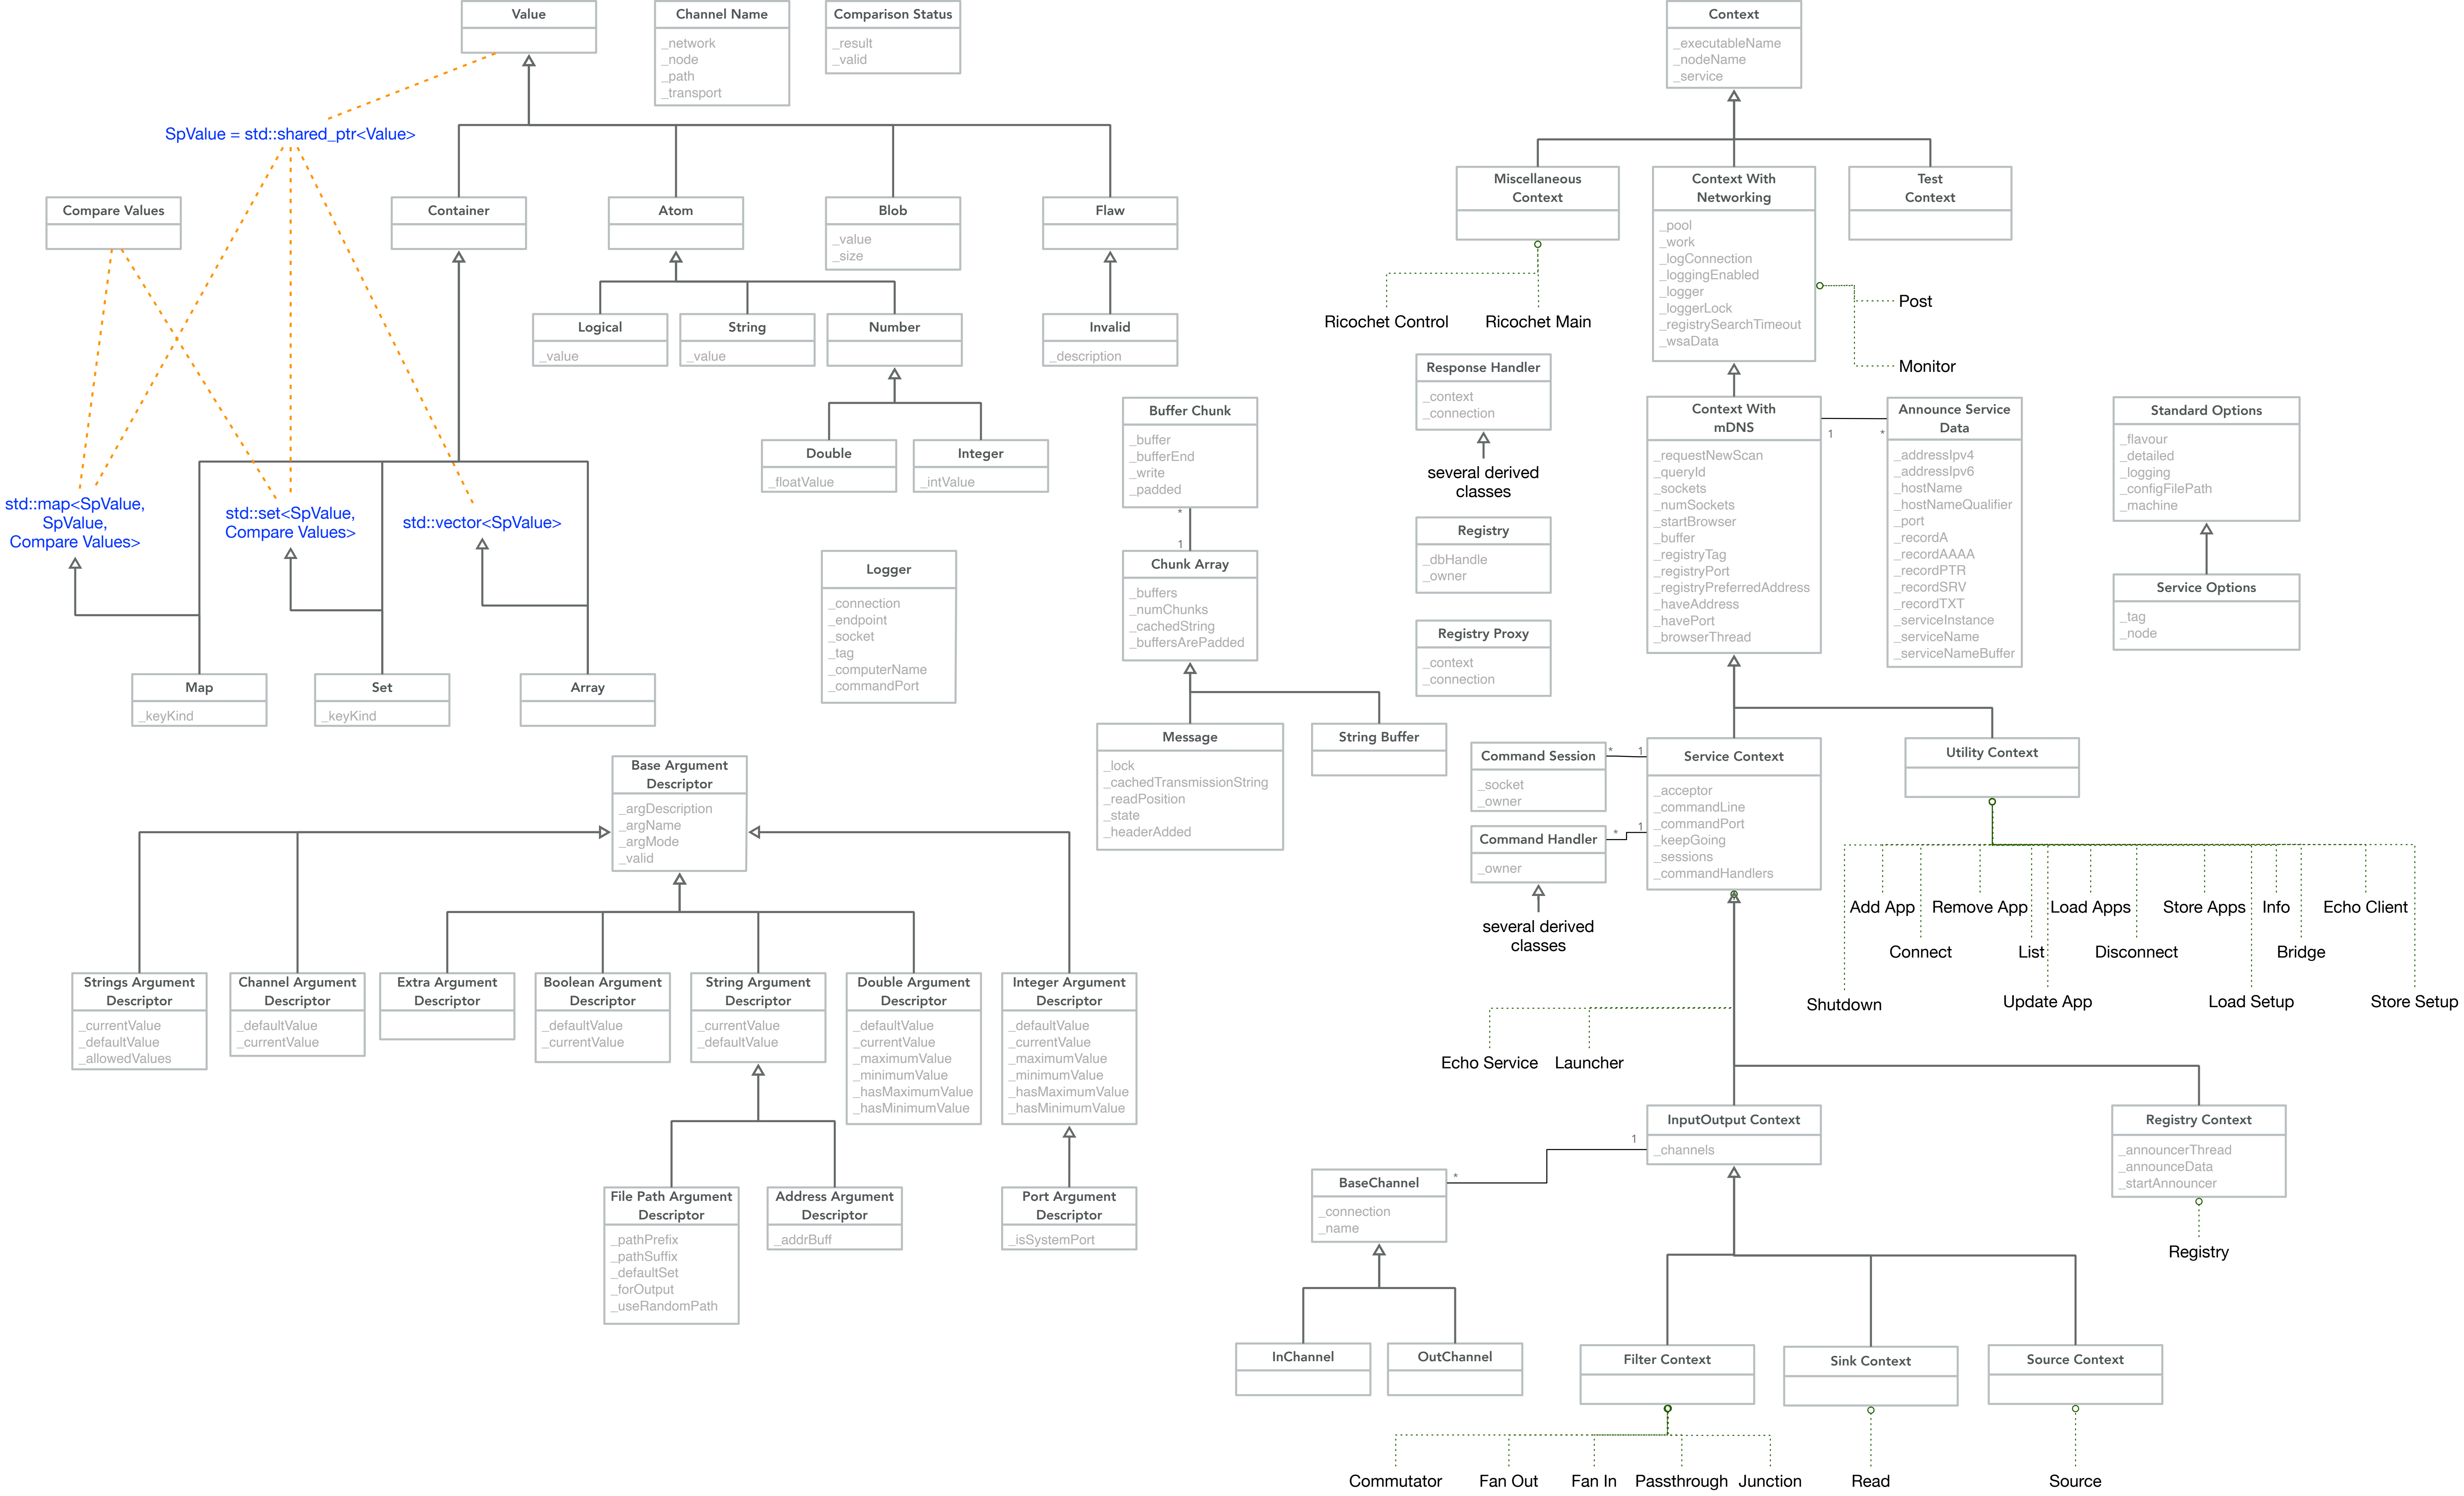 Value
Channel Name
_network
_node
_path
_transport
Comparison Status
_result
_valid
SpValue = std::shared_ptr<Value>
Compare Values
Container
Atom
Blob
_value
_size
Flaw
Logical
_value
String
_value
Number
Invalid
_description
Double
_floatValue
Integer
_intValue
std::map<SpValue,
SpValue,
Compare Values>
std::set<SpValue,
Compare Values>
std::vector<SpValue>
Map
_keyKind
Set
_keyKind
Array
Logger
_connection
_endpoint
_socket
_tag
_computerName
_commandPort
Buffer Chunk
_buffer
_bufferEnd
_write
_padded
*
1
Chunk Array
_buffers
_numChunks
_cachedString
_buffersArePadded
Message
_lock
_cachedTransmissionString
_readPosition
_state
_headerAdded
String Buffer
Base Argument
Descriptor
_argDescription
_argName
_argMode
_valid
Strings Argument
Descriptor
_currentValue
_defaultValue
_allowedValues
Channel Argument
Descriptor
_defaultValue
_currentValue
Extra Argument
Descriptor
Boolean Argument
Descriptor
_defaultValue
_currentValue
String Argument
Descriptor
_currentValue
_defaultValue
Double Argument
Descriptor
_defaultValue
_currentValue
_maximumValue
_minimumValue
_hasMaximumValue
_hasMinimumValue
Integer Argument
Descriptor
_defaultValue
_currentValue
_maximumValue
_minimumValue
_hasMaximumValue
_hasMinimumValue
File Path Argument
Descriptor
_pathPrefix
_pathSuffix
_defaultSet
_forOutput
_useRandomPath
Address Argument
Descriptor
_addrBuff
Port Argument
Descriptor
_isSystemPort
Context
_executableName
_nodeName
_service
Miscellaneous
Context
Context With
Networking
_pool
_work
_logConnection
_loggingEnabled
_logger
_loggerLock
_registrySearchTimeout
_wsaData
Test
Context
Ricochet Control
Ricochet Main
Post
Monitor
Response Handler
_context
_connection
several derived
classes
Registry
_dbHandle
_owner
Registry Proxy
_context
_connection
Context With
mDNS
_requestNewScan
_queryId
_sockets
_numSockets
_startBrowser
_buffer
_registryTag
_registryPort
_registryPreferredAddress
_haveAddress
_havePort
_browserThread
1
*
Announce Service
Data
_addressIpv4
_addressIpv6
_hostName
_hostNameQualifier
_port
_recordA
_recordAAAA
_recordPTR
_recordSRV
_recordTXT
_serviceInstance
_serviceName
_serviceNameBuffer
Standard Options
_flavour
_detailed
_logging
_configFilePath
_machine
Service Options
_tag
_node
Command Session
_socket
_owner
*
1
Command Handler
_owner
*
1
several derived
classes
Service Context
_acceptor
_commandLine
_commandPort
_keepGoing
_sessions
_commandHandlers
Utility Context
Add App
Remove App
Load Apps
Store Apps
Info
Echo Client
Connect
List
Disconnect
Bridge
Shutdown
Update App
Load Setup
Store Setup
Echo Service
Launcher
InputOutput Context
_channels
1
*
Registry Context
_announcerThread
_announceData
_startAnnouncer
Registry
BaseChannel
_connection
_name
InChannel
OutChannel
Filter Context
Sink Context
Source Context
Commutator
Fan Out
Fan In
Passthrough
Junction
Read
Source